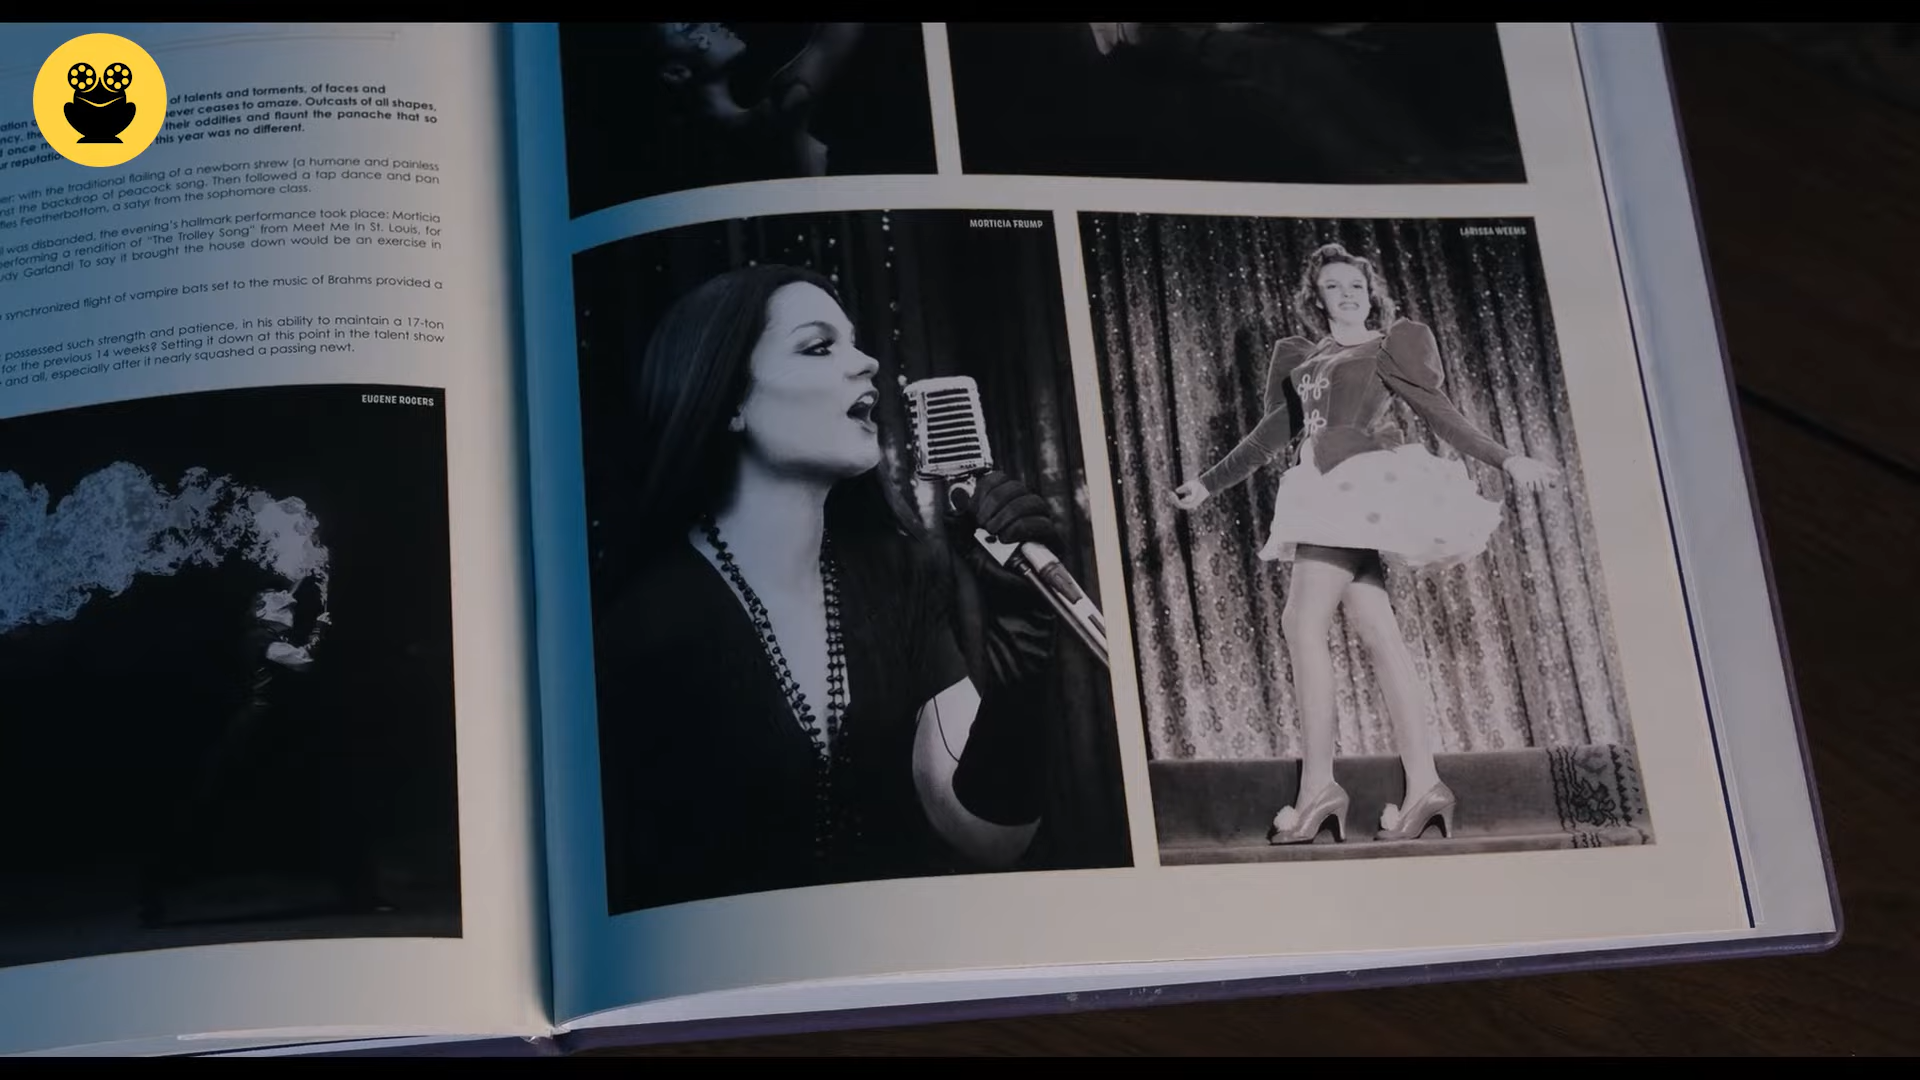 of talents and torments, of faces and
never ceases to amaze. Outcasts of all shapes,
their oddities and flaunt the panache that so
once this year was no different.
reputation
with the traditional flailing of a newborn shrew (a humane and painless
the backdrop of peacock song. Then followed a tap dance and pan
Featherbottom, a satyr from the sophomore class.
was disbanded, the evening's hallmark performance took place: Morticia
performing a rendition of "The Trolley Song" from Meet Me In St. Louis, for
Garland! To say it brought the house down would be an exercise in
synchronized flight of vampire bats set to the music of Brahms provided a
possessed such strength and patience, in his ability to maintain a 17-ton
for the previous 14 weeks? Setting it down at this point in the talent show
and all, especially after it nearly squashed a passing newt.
EUGENE ROGERS
MORTICIA FRUMP
LARISSA WEEMS